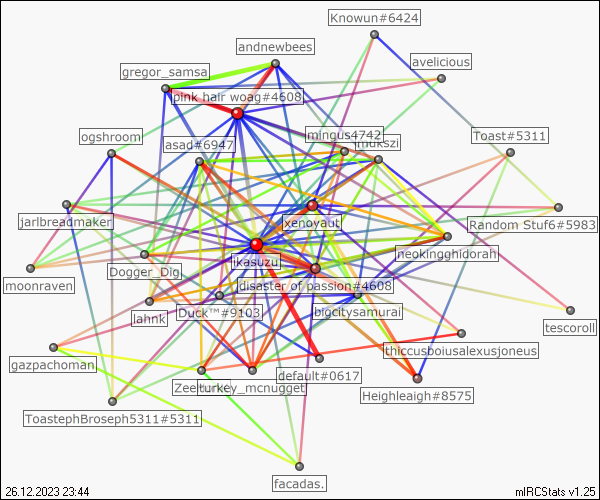 Knowun#6424
andnewbees.
avelicious
gregor_samsa
pink hair woag#4608
ogshroom
asad#6947
mingus4742
mukszi
Toast#5311
jarlbreadmaker
xenoyaut
Random Stuf6#5983
ikasuzu
neokingghidorah
Dogger_Dig
moonraven
disaster of passion#4608
lahnk
Duck™#9103
bigcitysamurai
tescoroll
thiccusboiusalexusjoneus
gazpachoman
default#0617
turkey_mcnugget
Heighleaigh#8575
ToastephBroseph5311#5311
facadas.
26.12.2023 23:44
mIRCStats v1.25